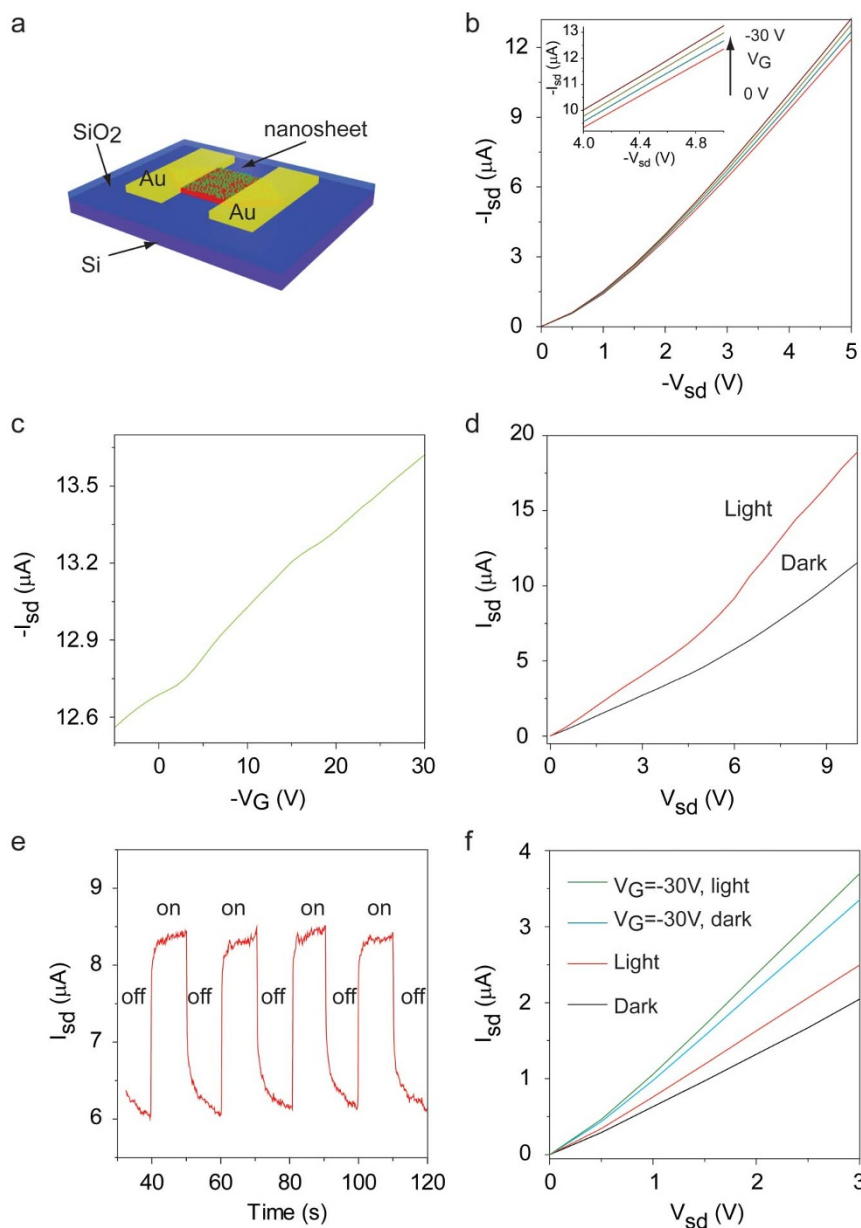 a
SiO2
nanosheet
Au
Au
Si
b
-Isd (µA)
12
9
6
3
0
0 1 2 3 4 5
-Vsd (V)
-Isd (µA)
13
12
11
10
4.0 4.4 4.8
-Vsd (V)
-30 V
VG
0 V
c
-Isd (µA)
13.5
13.2
12.9
12.6
0 10 20 30
-VG (V)
d
Isd (µA)
20
15
10
5
0
Light
Dark
0 3 6 9
Vsd (V)
e
Isd (µA)
9
8
7
6
on on on on
off off off off off
40 60 80 100 120
Time (s)
f
Isd (µA)
4
3
2
1
0
VG=-30V, light
VG=-30V, dark
Light
Dark
0 1 2 3
Vsd (V)